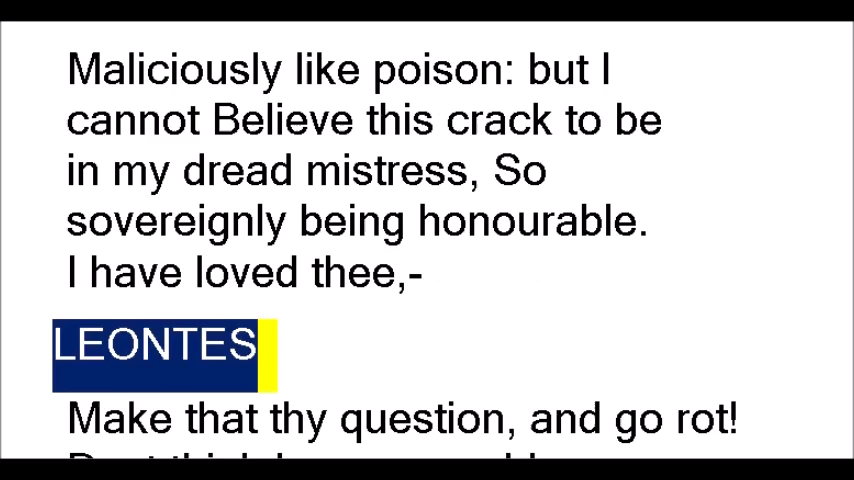 Maliciously like poison: but I
cannot Believe this crack to be
in my dread mistress, So
sovereignly being honourable.
I have loved thee,-
LEONTES
Make that thy question, and go rot!